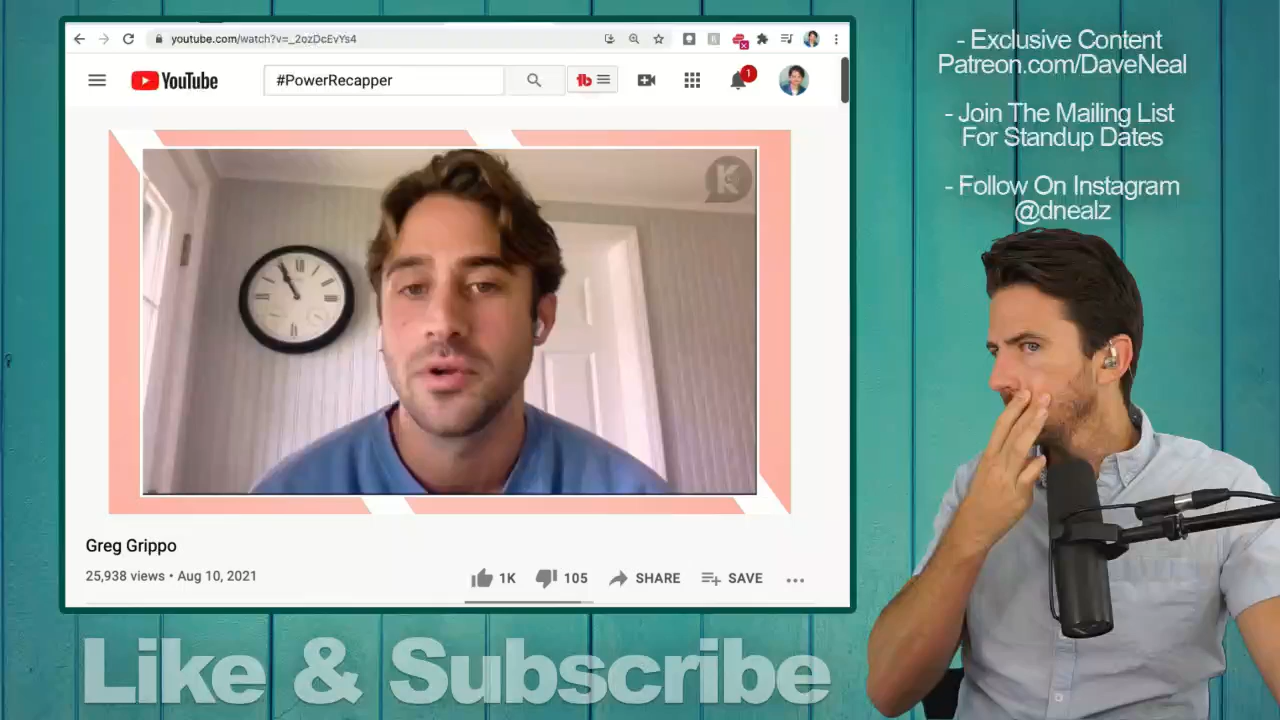 youtube.com/watch?v=_2ozDcEvYs4
YouTube
#PowerRecapper
tb
1
K
Greg Grippo
25,938 views • Aug 10, 2021
1K
105
SHARE
SAVE
- Exclusive Content
Patreon.com/DaveNeal
- Join The Mailing List
For Standup Dates
- Follow On Instagram
@dnealz
Like & Subscribe